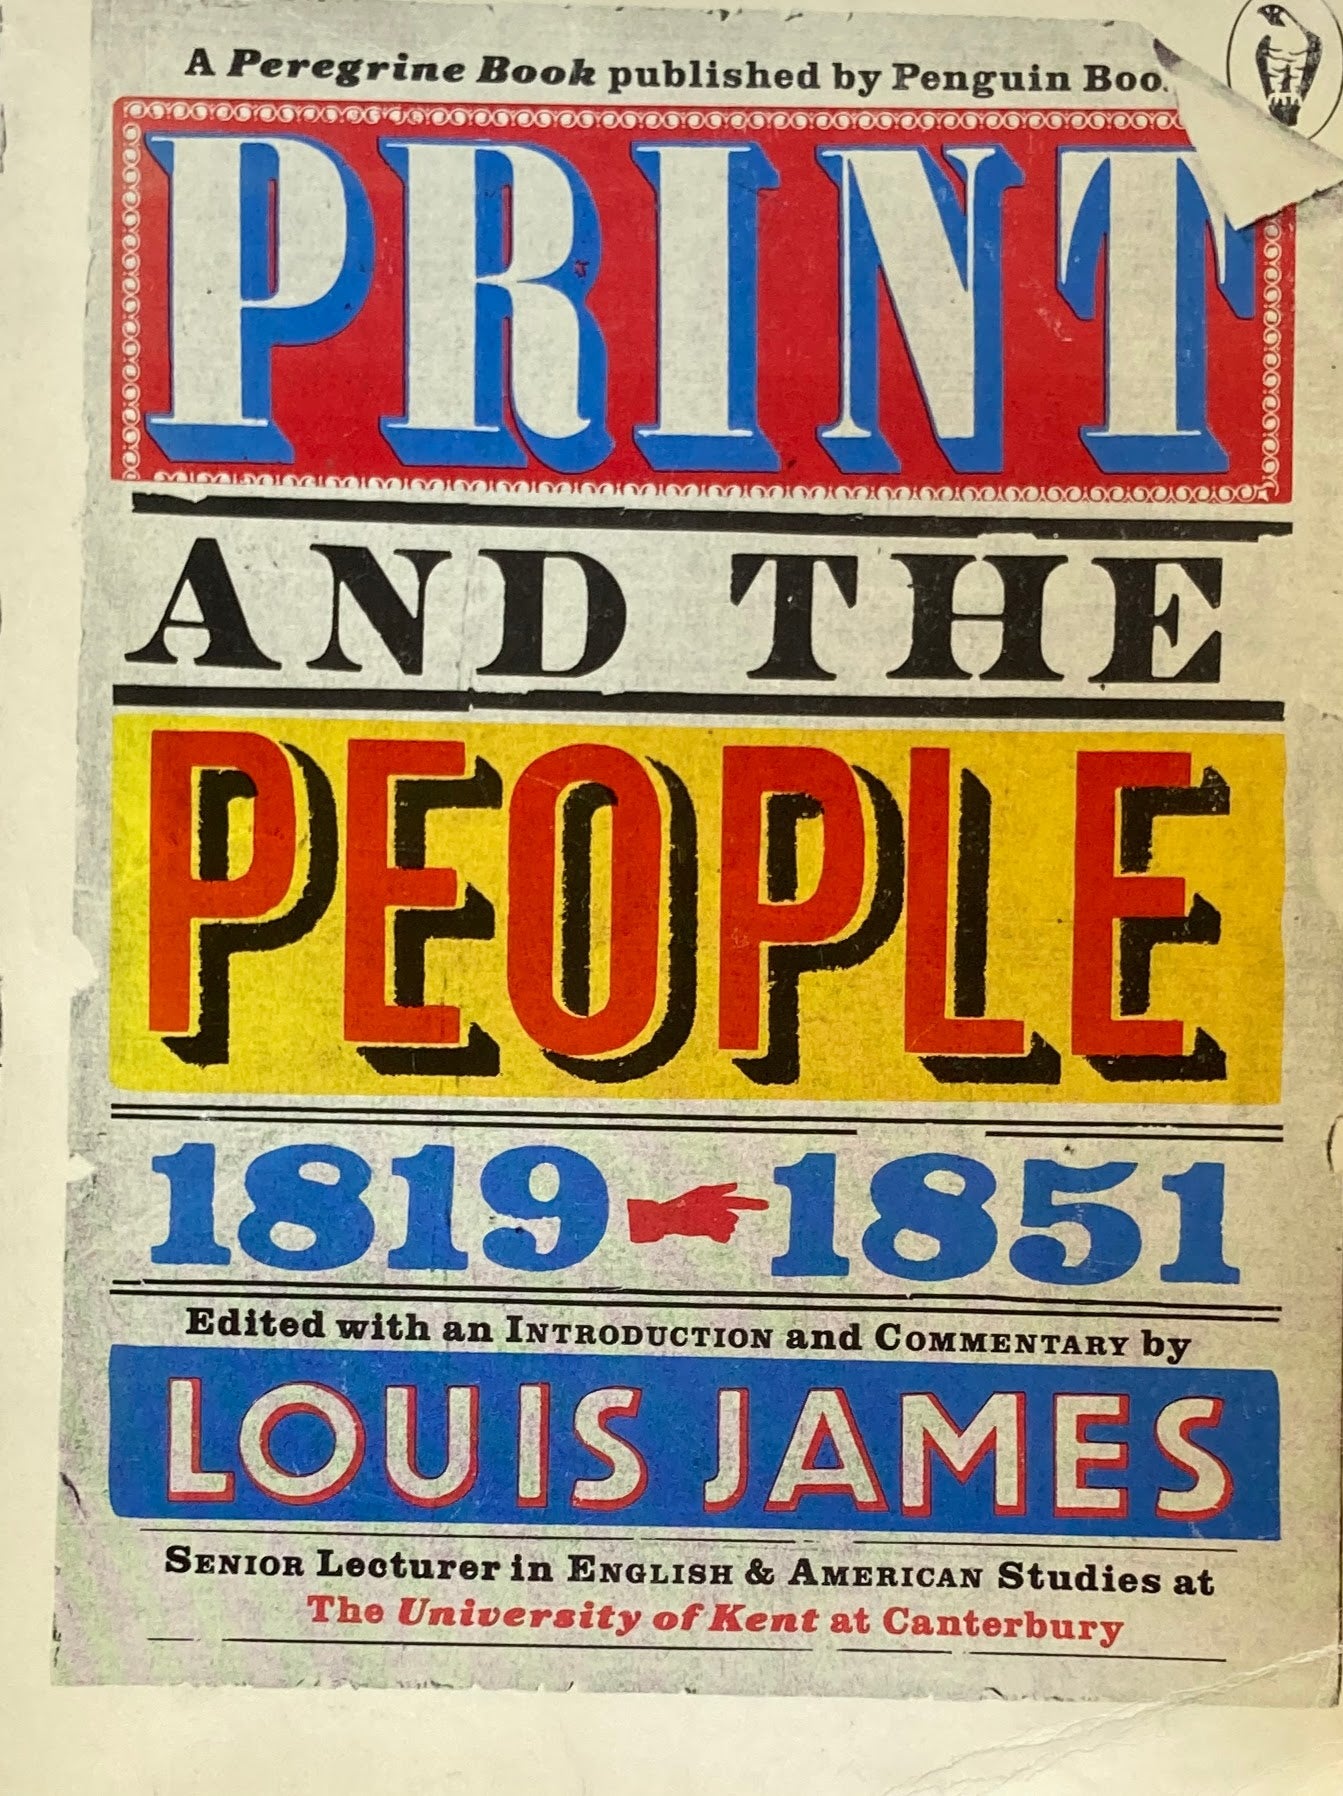 A Peregrine Book published by Penguin Boo
PRINT
AND THE
PEOPLE
1819 1851
Edited with an INTRODUCTION and COMMENTARY by
LOUIS JAMES
SENIOR Lecturer in ENGLISH & AMERICAN Studies at
The University of Kent at Canterbury